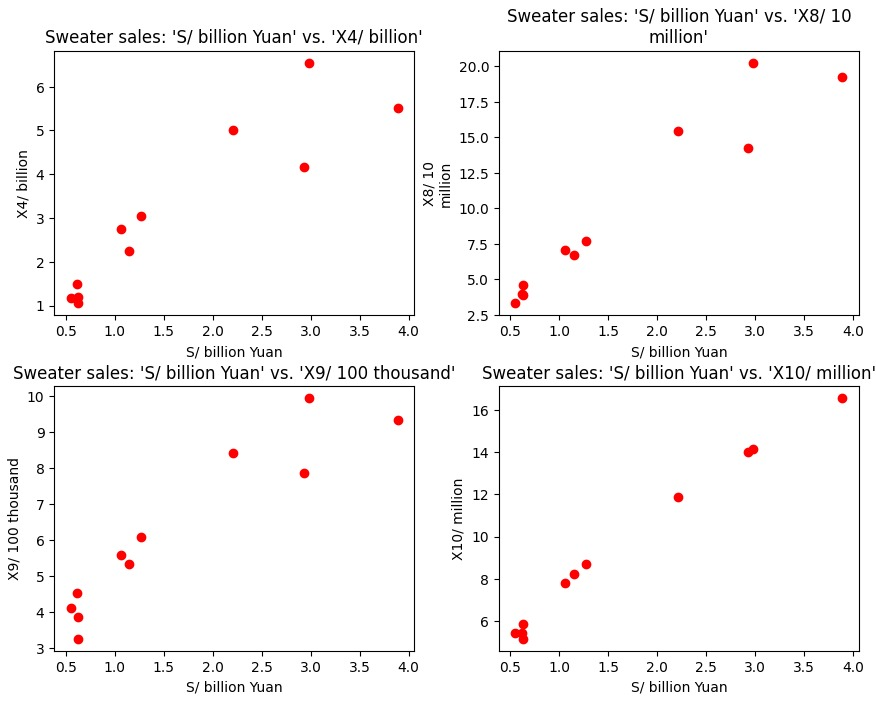 Sweater sales: 'S/ billion Yuan' vs. 'X4/ billion'
6
5
4
3
2
1
X4/ billion
0.5 1.0 1.5 2.0 2.5 3.0 3.5 4.0
S/ billion Yuan
Sweater sales: 'S/ billion Yuan' vs. 'X8/ 10
million'
20.0
17.5
15.0
12.5
10.0
7.5
5.0
2.5
X8/ 10
million
0.5 1.0 1.5 2.0 2.5 3.0 3.5 4.0
S/ billion Yuan
Sweater sales: 'S/ billion Yuan' vs. 'X9/ 100 thousand'
10
9
8
7
6
5
4
3
X9/ 100 thousand
0.5 1.0 1.5 2.0 2.5 3.0 3.5 4.0
S/ billion Yuan
Sweater sales: 'S/ billion Yuan' vs. 'X10/ million'
16
14
12
10
8
6
X10/ million
0.5 1.0 1.5 2.0 2.5 3.0 3.5 4.0
S/ billion Yuan